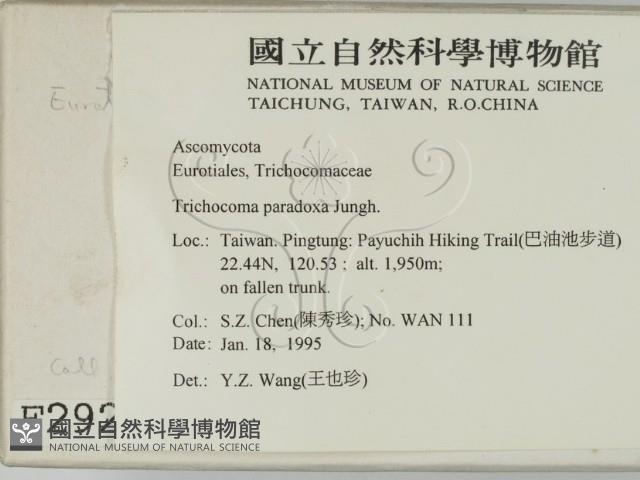 國立自然科學博物館
NATIONAL MUSEUM OF NATURAL SCIENCE
TAICHUNG, TAIWAN, R.O.CHINA
Ascomycota
Eurotiales, Trichocomaceae
Trichocoma paradoxa Jungh.
Loc.: Taiwan. Pingtung: Payuchih Hiking Trail(巴油池步道)
22.44N, 120.53 : alt. 1,950m;
on fallen trunk.
Col.: S.Z. Chen(陳秀珍); No. WAN 111
Date: Jan. 18, 1995
Det.: Y.Z. Wang(王也珍)
Coll
F292
國立自然科學博物館
NATIONAL MUSEUM OF NATURAL SCIENCE